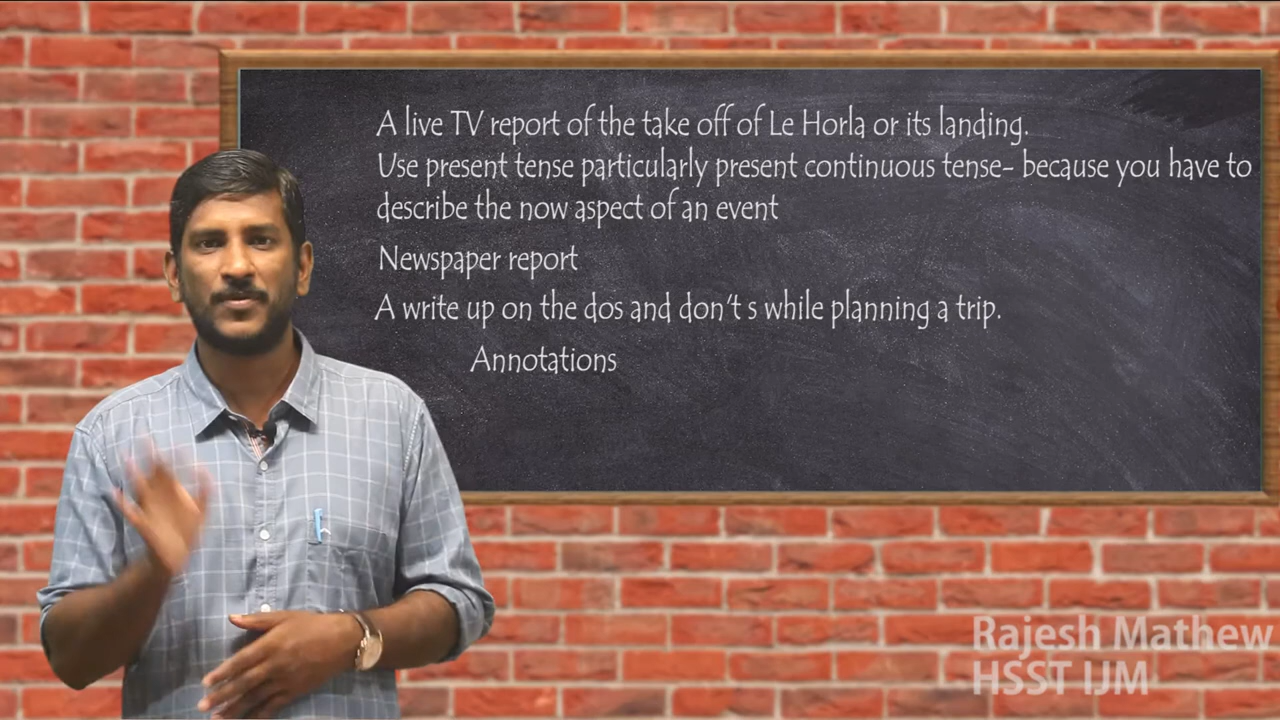 A live TV report of the take off of Le Horla or its landing.
Use present tense particularly present continuous tense- because you have to
describe the now aspect of an event
Newspaper report
A write up on the dos and don't s while planning a trip.
Annotations
Rajesh Mathew
HSST IJM